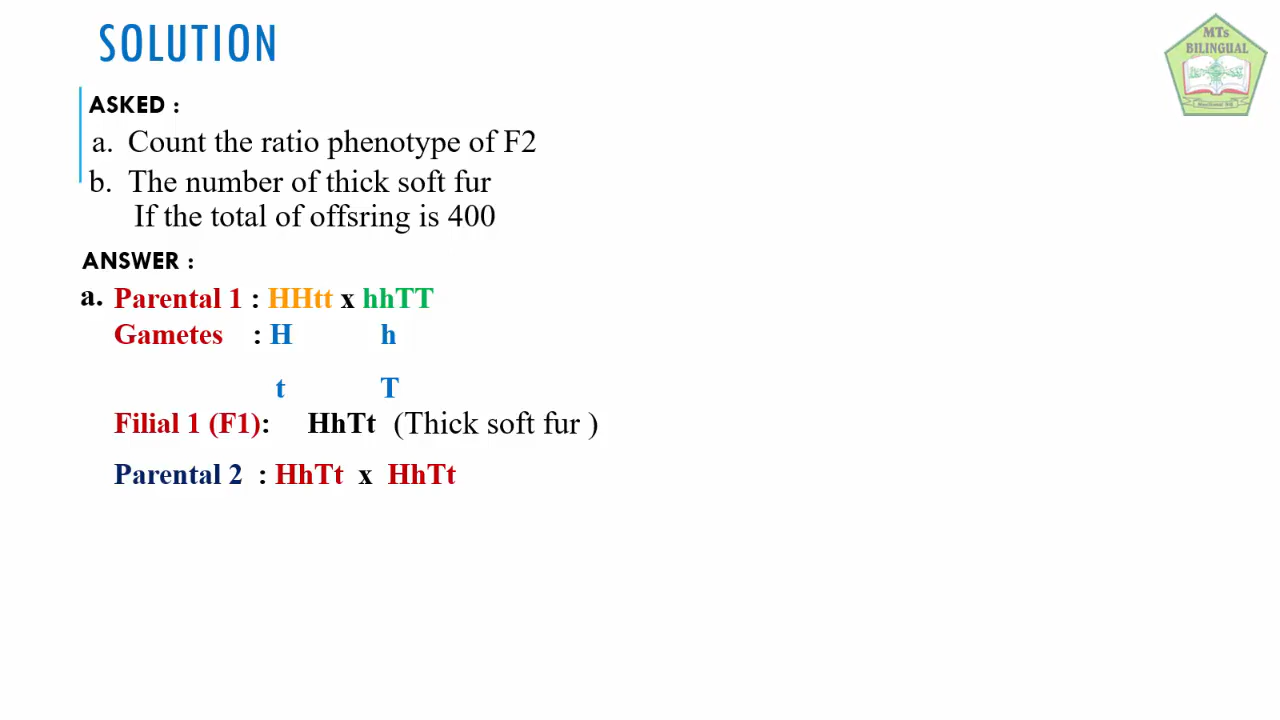 SOLUTION
MTs
BILINGUAL
ASKED :
a. Count the ratio phenotype of F2
b. The number of thick soft fur
If the total of offsring is 400
ANSWER :
a. Parental 1 : HHtt x hhTT
Gametes : H h
t T
Filial 1 (F1): HhTt (Thick soft fur )
Parental 2 : HhTt x HhTt